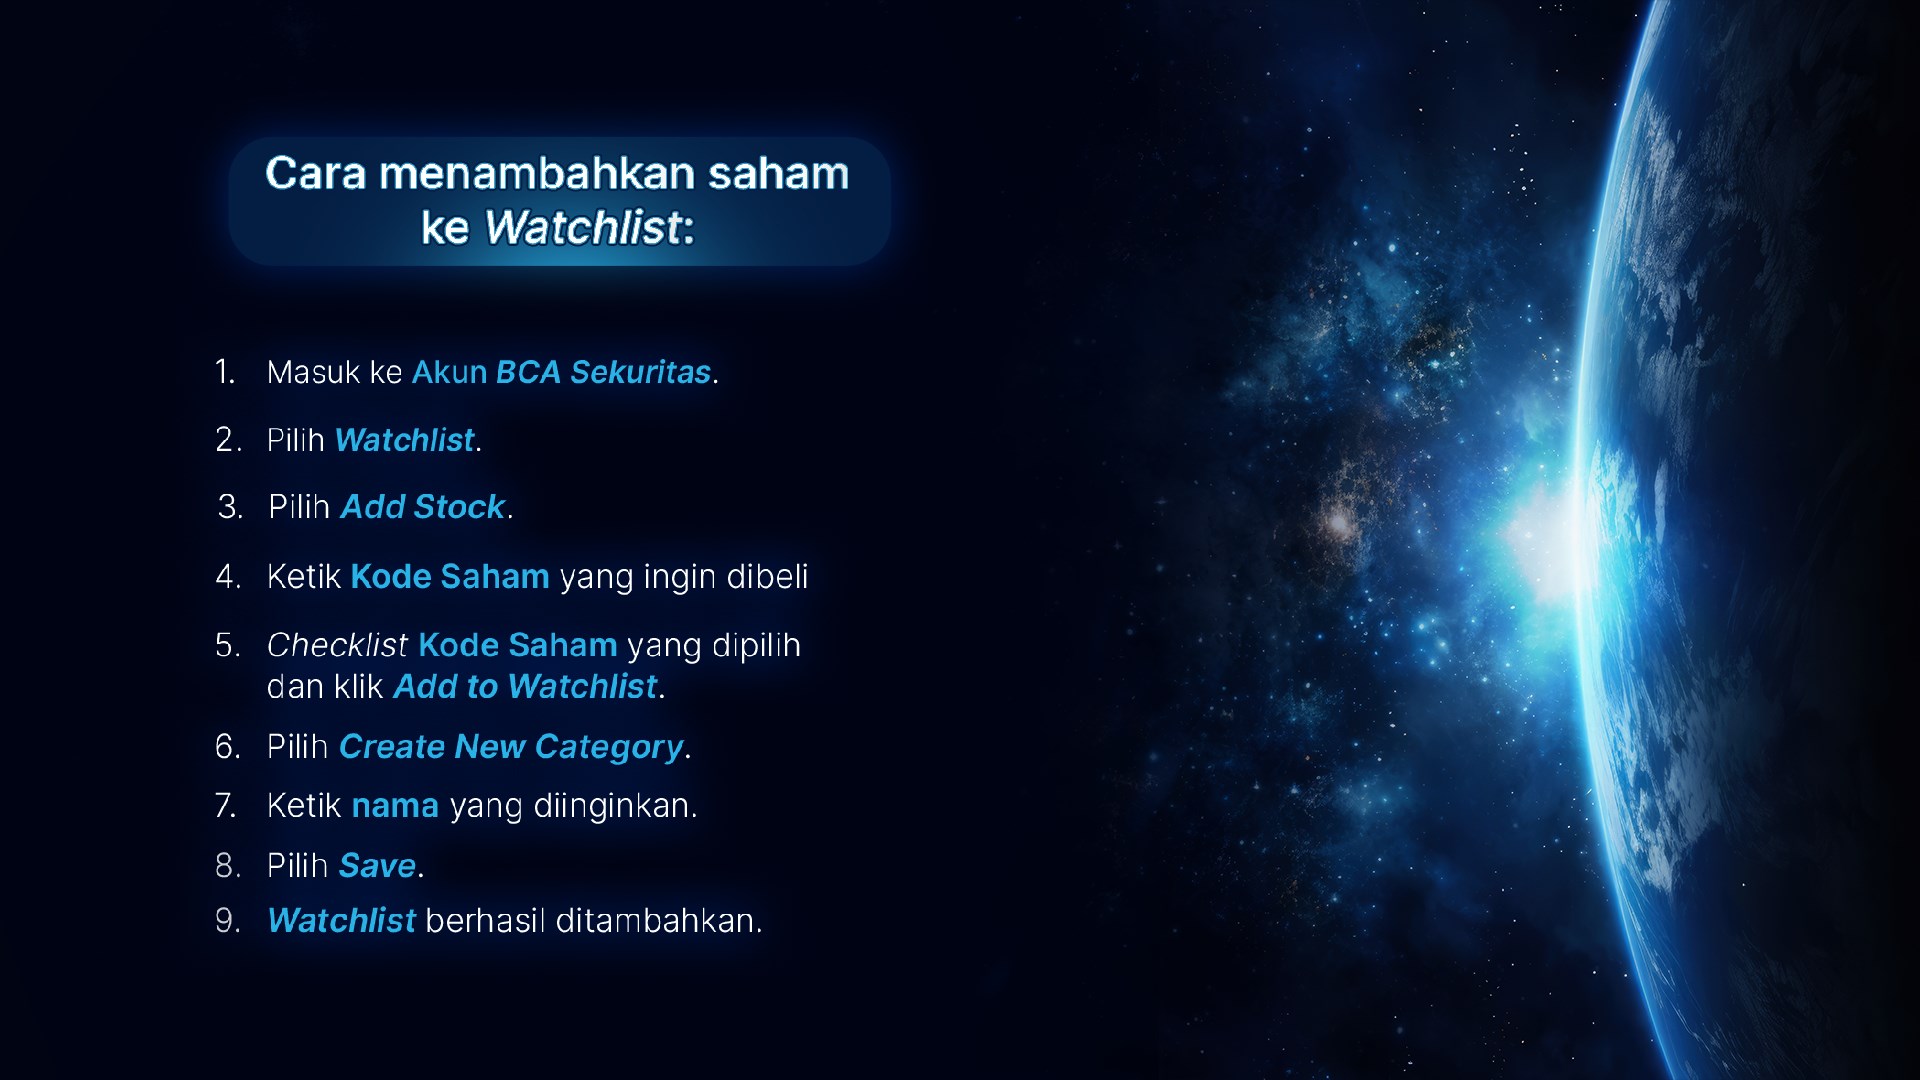 Cara menambahkan saham
ke Watchlist:
1. Masuk ke Akun BCA Sekuritas.
2. Pilih Watchlist.
3. Pilih Add Stock.
4. Ketik Kode Saham yang ingin dibeli
5. Checklist Kode Saham yang dipilih
dan klik Add to Watchlist.
6. Pilih Create New Category.
7. Ketik nama yang diinginkan.
8. Pilih Save.
9. Watchlist berhasil ditambahkan.